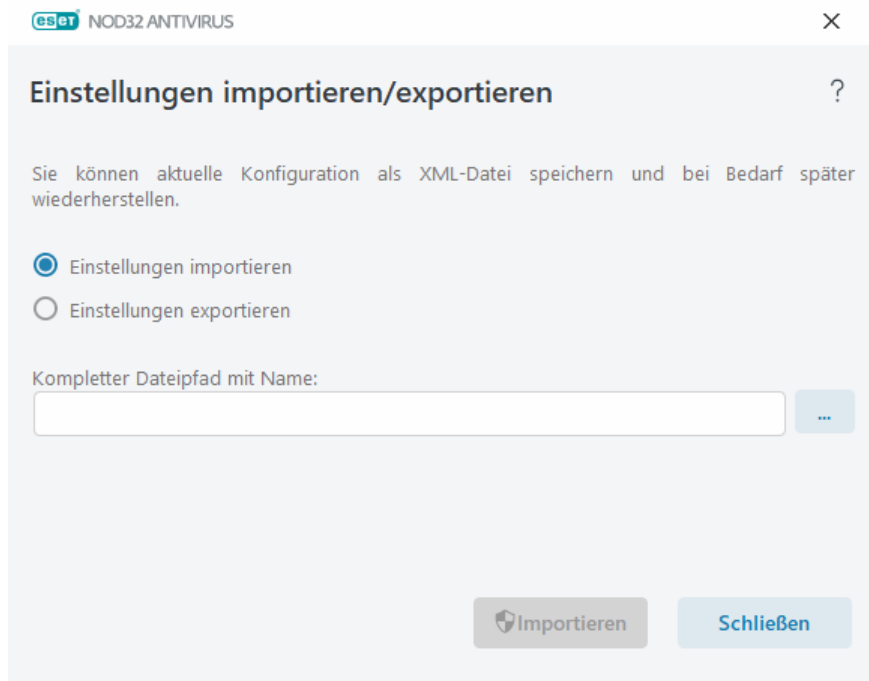 eset NOD32 ANTIVIRUS
Einstellungen importieren/exportieren ?
Sie können aktuelle Konfiguration als XML-Datei speichern und bei Bedarf später
wiederherstellen.
Einstellungen importieren
Einstellungen exportieren
Kompletter Dateipfad mit Name:
...
Importieren Schließen